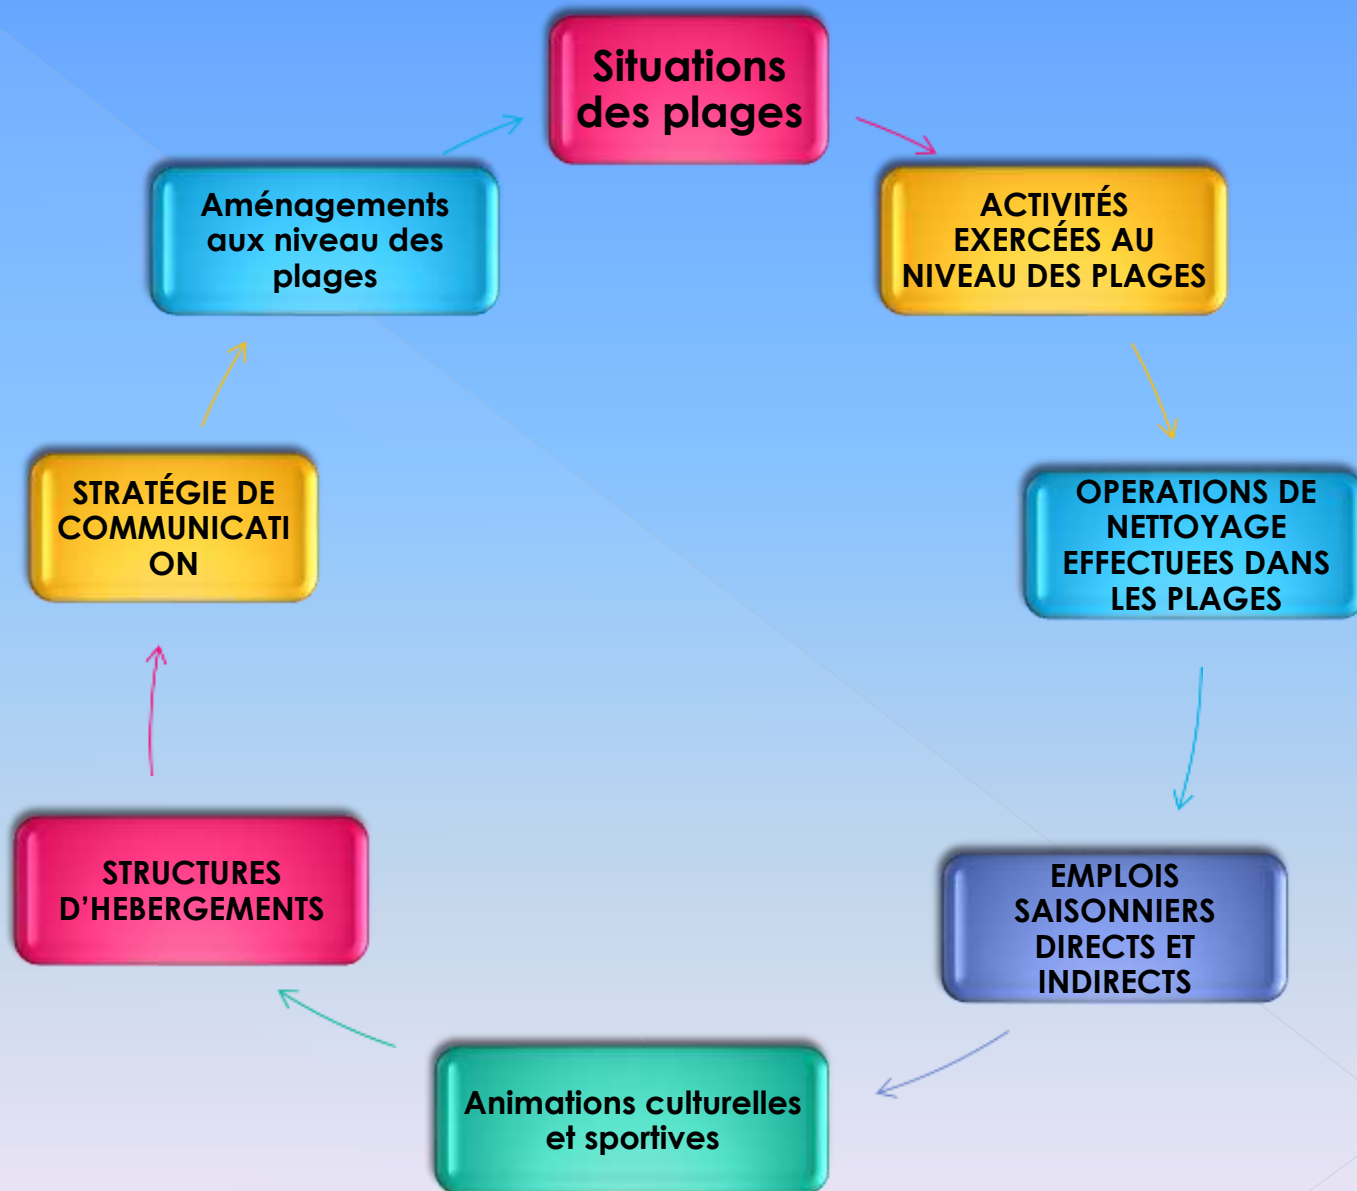 Situations
des plages
ACTIVITÉS
EXERCÉES AU
NIVEAU DES PLAGES
OPERATIONS DE
NETTOYAGE
EFFECTUEES DANS
LES PLAGES
EMPLOIS
SAISONNIERS
DIRECTS ET
INDIRECTS
Animations culturelles
et sportives
STRUCTURES
D’HEBERGEMENTS
STRATÉGIE DE
COMMUNICATI
ON
Aménagements
aux niveau des
plages